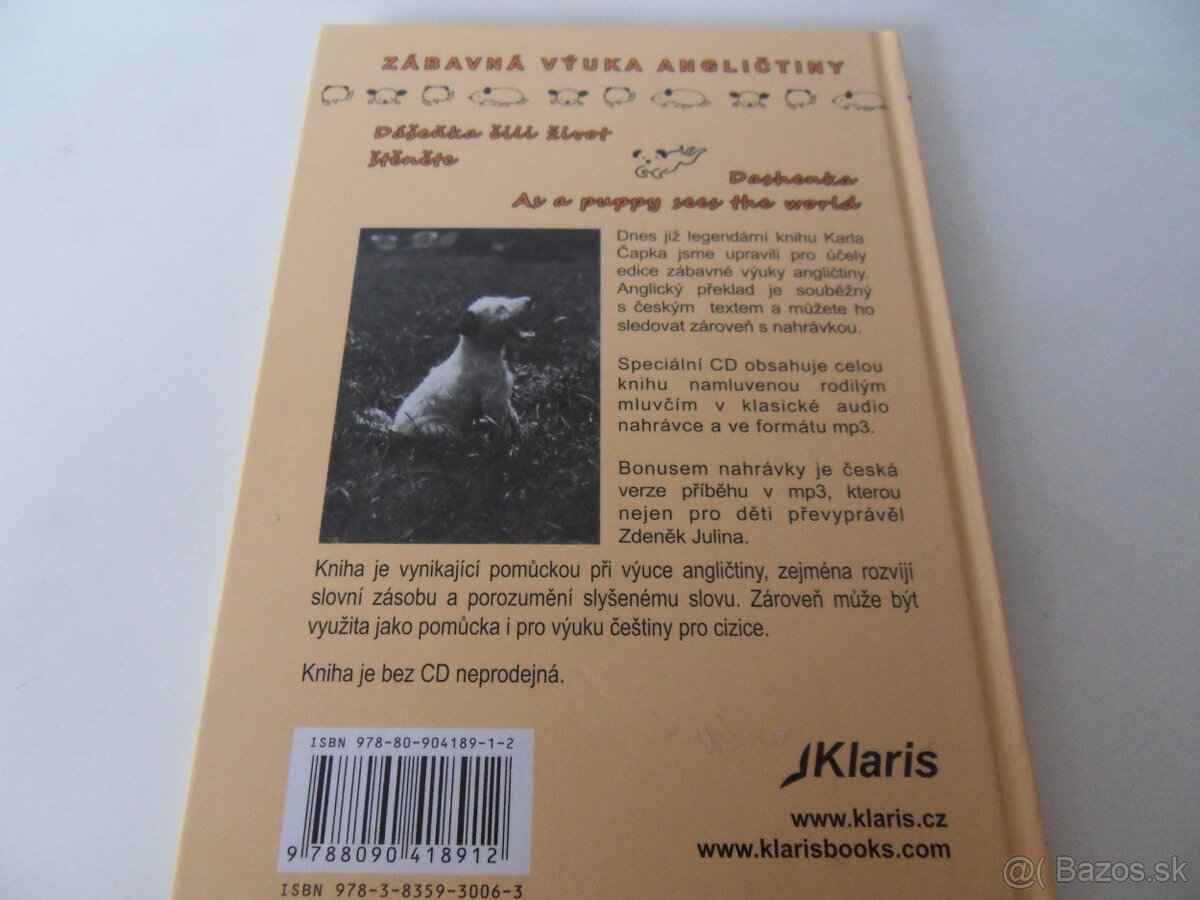 ZÁBAVNÁ VÝUKA ANGLIČTINY
Dášeňka čili život
štěněte
Dashenka
As a puppy sees the world
Dnes již legendární knihu Karla
Čapka jsme upravili pro účely
edice zábavné výuky angličtiny.
Anglický překlad je souběžný
s českým textem a můžete ho
sledovat zároveň s nahrávkou.
Speciální CD obsahuje celou
knihu namluvenou rodilým
mluvčím v klasické audio
nahrávce a ve formátu mp3.
Bonusem nahrávky je česká
verze příběhu v mp3, kterou
nejen pro děti převyprávěl
Zdeněk Julina.
Kniha je vynikající pomůckou při výuce angličtiny, zejména rozvíjí
slovní zásobu a porozumění slyšenému slovu. Zároveň může být
využita jako pomůcka i pro výuku češtiny pro cizice.
Kniha je bez CD neprodejná.
ISBN 978-80-904189-1-2
9 788090 418912
ISBN 978-3-8359-3006-3
Klaris
www.klaris.cz
www.klarisbooks.com
@( Bazos.sk